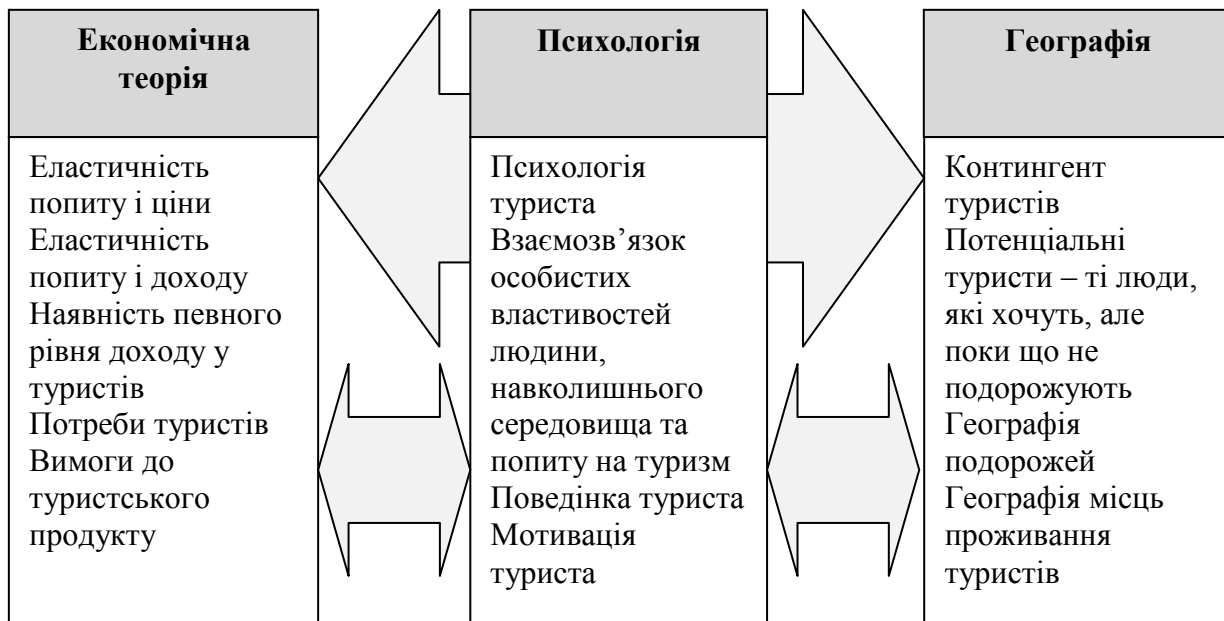 Економічна
теорія
Еластичність
попиту і ціни
Еластичність
попиту і доходу
Наявність певного
рівня доходу у
туристів
Потреби туристів
Вимоги до
туристського
продукту
Психологія
Психологія
туриста
Взаємозв’язок
особистих
властивостей
людини,
навколишнього
середовища та
попиту на туризм
Поведінка туриста
Мотивація
туриста
Географія
Контингент
туристів
Потенціальні
туристи – ті люди,
які хочуть, але
поки що не
подорожують
Географія
подорожей
Географія місць
проживання
туристів